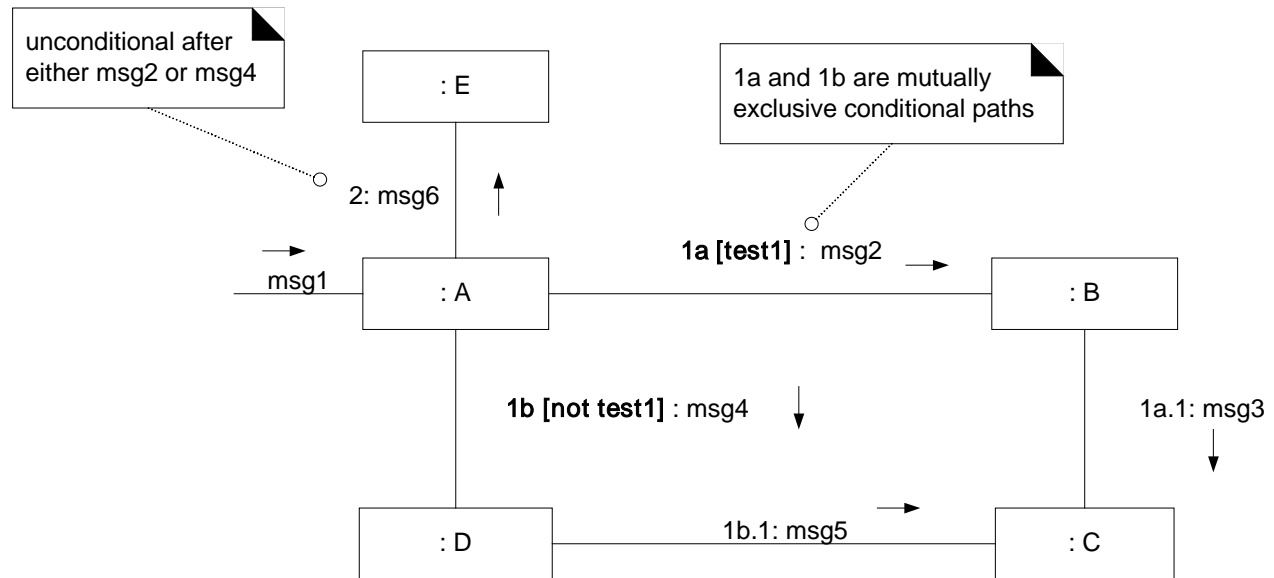 unconditional after
either msg2 or msg4
: E
1a and 1b are mutually
exclusive conditional paths
2: msg6
1a [test1] : msg2
msg1
: A
: B
1b [not test1] : msg4
1a.1: msg3
: D
1b.1: msg5
: C